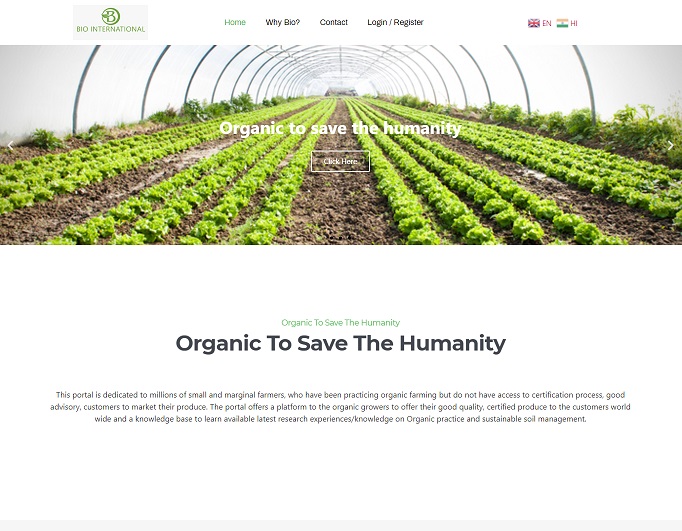 BIO INTERNATIONAL
Home Why Bio? Contact Login / Register EN HI
Organic to save the humanity
Click Here
Organic To Save The Humanity
Organic To Save The Humanity
This portal is dedicated to millions of small and marginal farmers, who have been practicing organic farming but do not have access to certification process, good
advisory, customers to market their produce. The portal offers a platform to the organic growers to offer their good quality, certified produce to the customers world
wide and a knowledge base to learn available latest research experiences/knowledge on Organic practice and sustainable soil management.